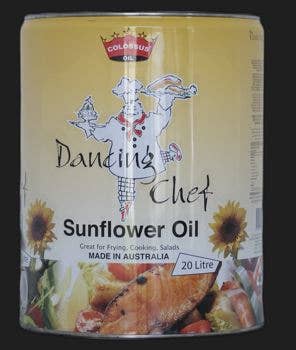 COLOSSUS
OIL
Dancing
Chef
Sunflower Oil
Great for Frying, Cooking, Salads
MADE IN AUSTRALIA
20 Litre